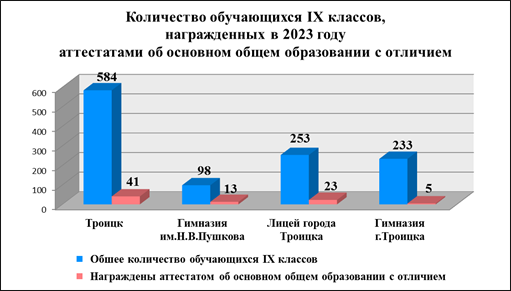 Количество обучающихся IX классов,
награжденных в 2023 году
аттестатами об основном общем образовании с отличием
584
600
500
400
300
200
100
0
41
98
13
253
23
233
5
Троицк
Гимназия
им.Н.В.Пушкова
Лицей города
Троицка
Гимназия
г.Троицка
Общее количество обучающихся IX классов
Награждены аттестатом об основном общем образовании с отличием